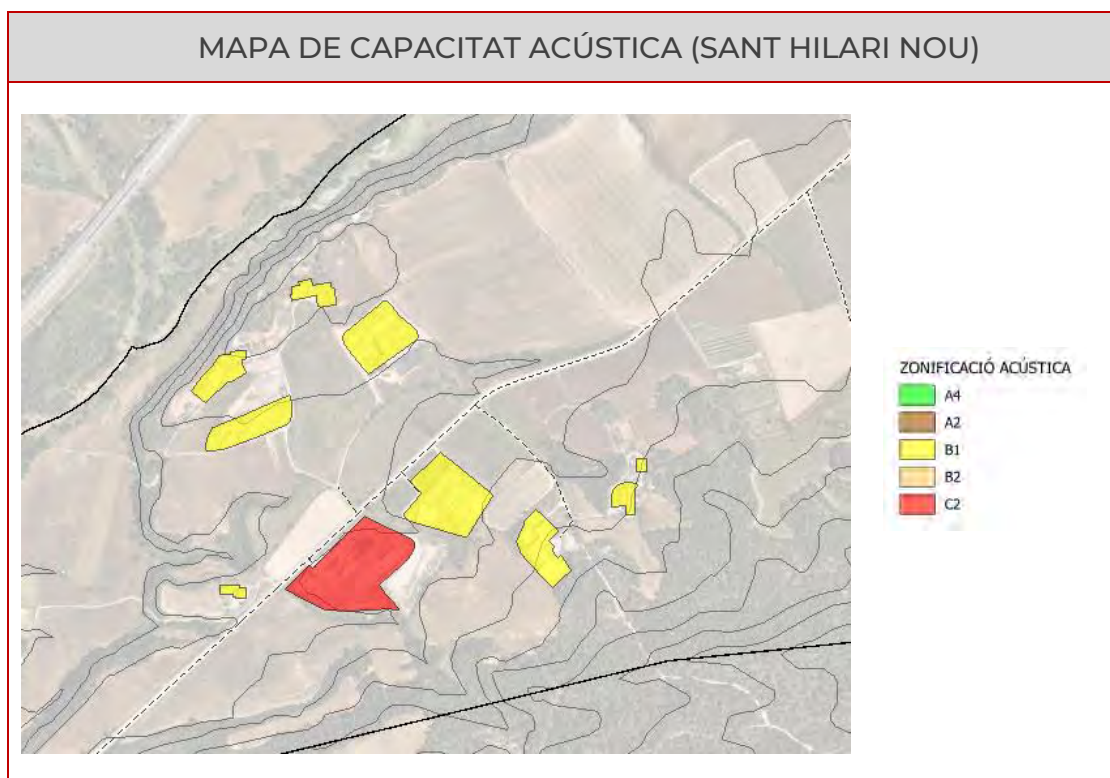 MAPA DE CAPACITAT ACÚSTICA (SANT HILARI NOU)
ZONIFICACIÓ ACÚSTICA
A4
A2
B1
B2
C2